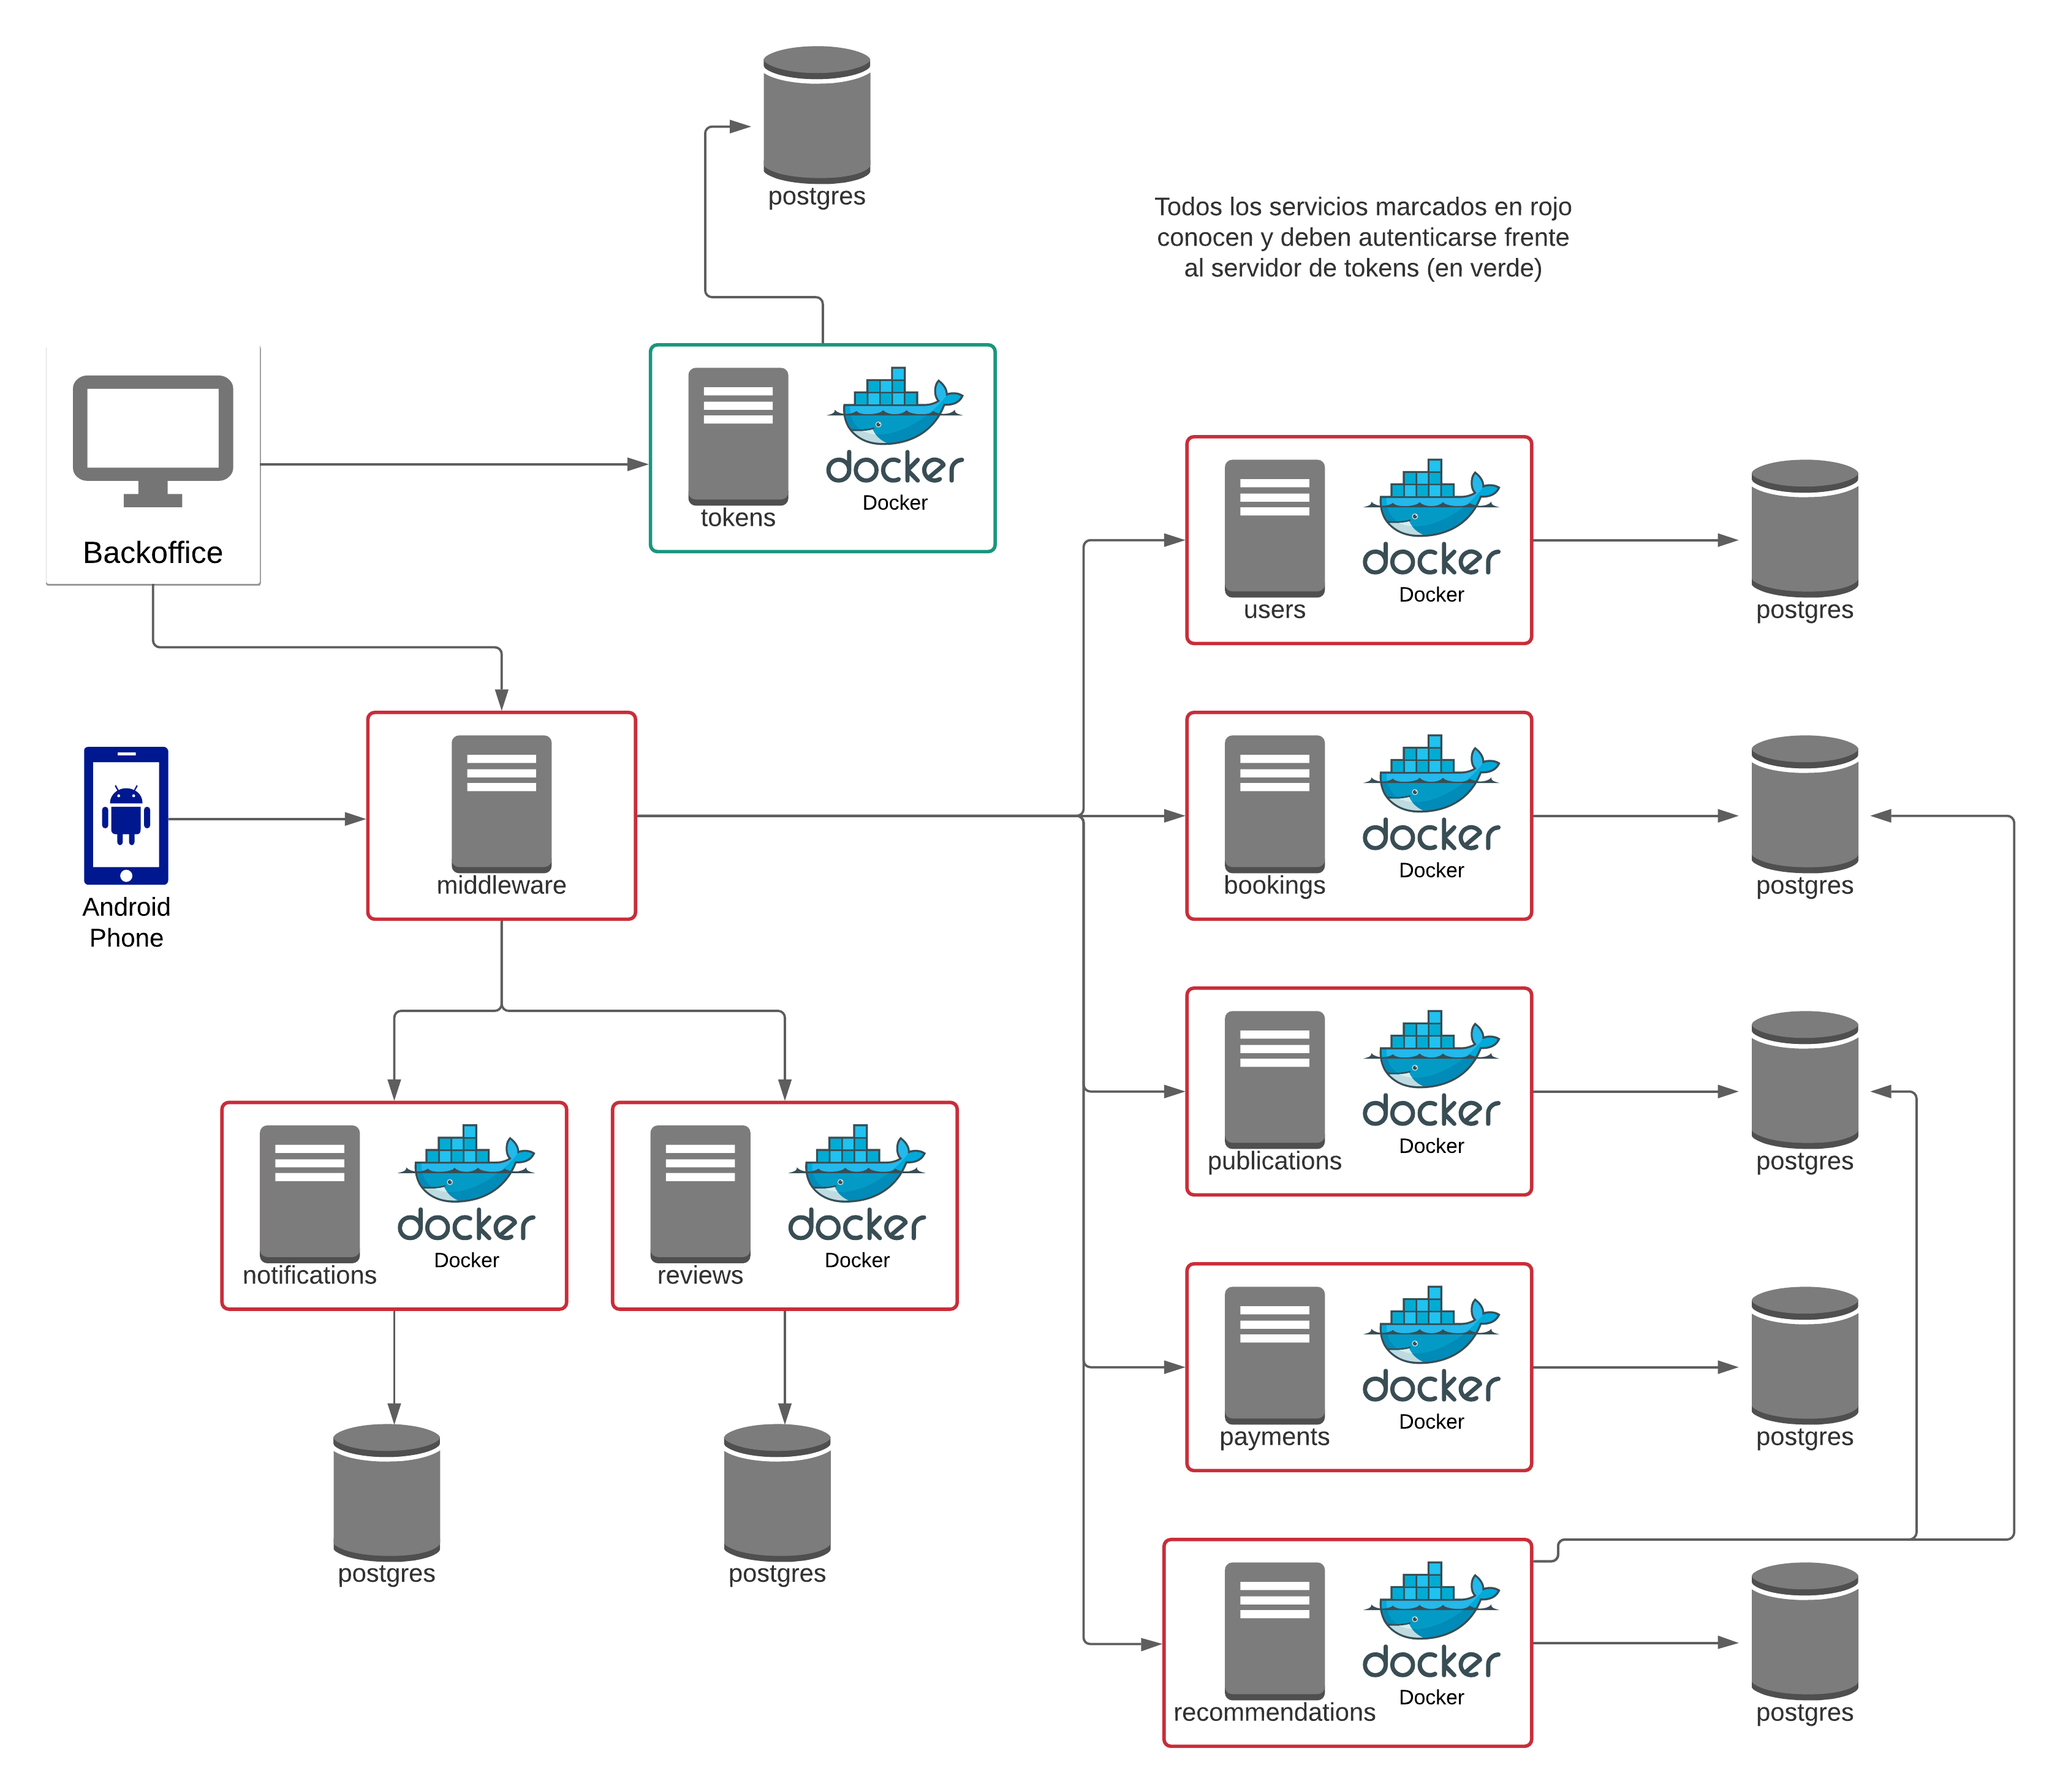 postgres
Todos los servicios marcados en rojo
conocen y deben autenticarse frente
al servidor de tokens (en verde)
Backoffice
docker
Docker
tokens
docker
Docker
users
postgres
Android
Phone
middleware
docker
Docker
bookings
postgres
docker
Docker
publications
postgres
docker
Docker
notifications
docker
Docker
reviews
docker
Docker
payments
postgres
postgres
postgres
docker
Docker
recommendations
postgres